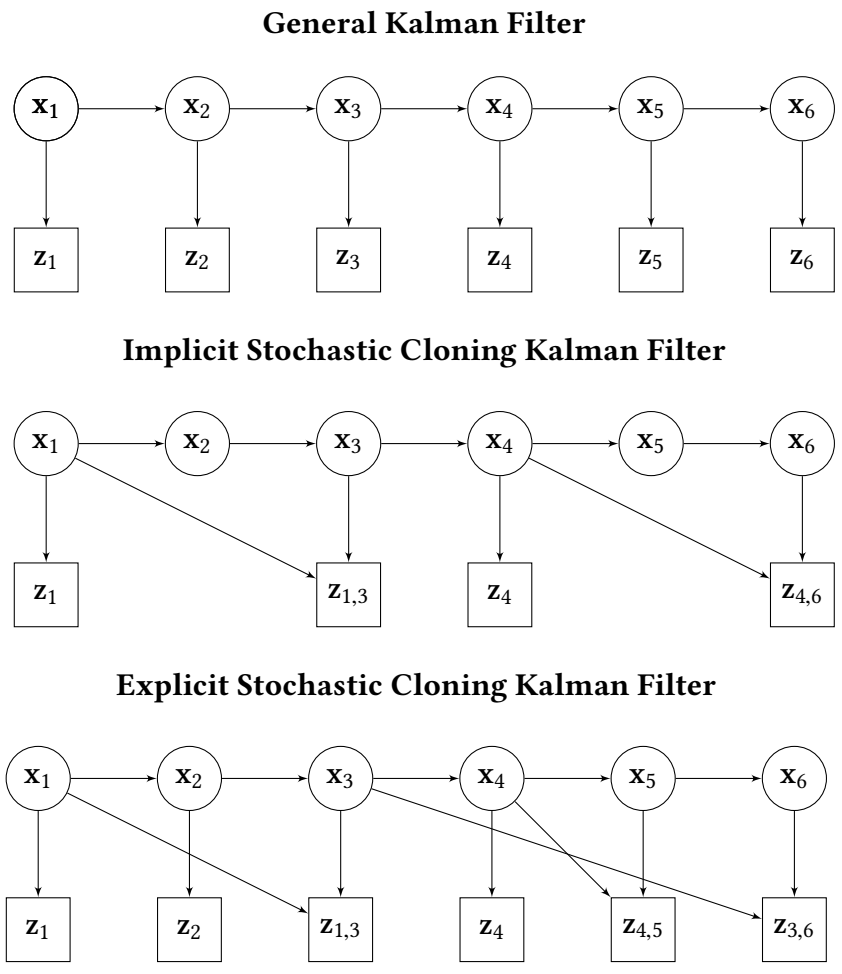 General Kalman Filter
x1 x2 x3 x4 x5 x6
z1 z2 z3 z4 z5 z6
Implicit Stochastic Cloning Kalman Filter
x1 x2 x3 x4 x5 x6
z1 z1,3 z4 z4,6
Explicit Stochastic Cloning Kalman Filter
x1 x2 x3 x4 x5 x6
z1 z2 z1,3 z4 z4,5 z3,6